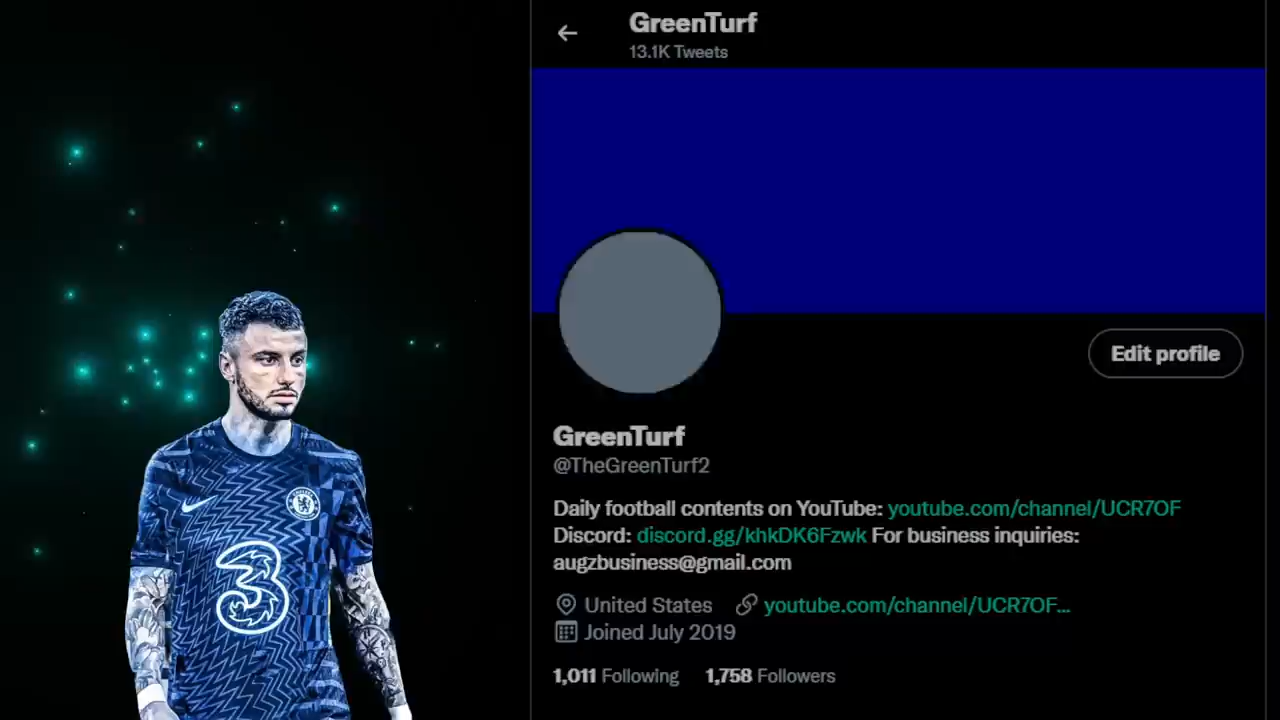 GreenTurf
13.1K Tweets
Edit profile
GreenTurf
@TheGreenTurf2
Daily football contents on YouTube: youtube.com/channel/UCR7OF
Discord: discord.gg/khkDK6Fzwk For business inquiries:
augzbusiness@gmail.com
United States youtube.com/channel/UCR7OF...
Joined July 2019
1,011 Following 1,758 Followers
3